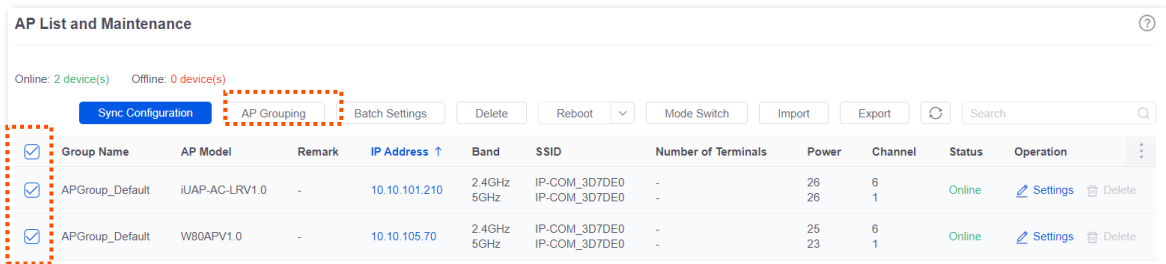 AP List and Maintenance
Online: 2 device(s) Offline: 0 device(s)
Sync Configuration AP Grouping Batch Settings Delete Reboot Mode Switch Import Export Search
Group Name AP Model Remark IP Address ↑ Band SSID Number of Terminals Power Channel Status Operation
APGroup_Default iUAP-AC-LRV1.0 - 10.10.101.210 2.4GHz IP-COM_3D7DE0 - 26 6 Online Settings Delete
5GHz IP-COM_3D7DE0 - 26 1
APGroup_Default W80APV1.0 - 10.10.105.70 2.4GHz IP-COM_3D7DE0 - 25 6 Online Settings Delete
5GHz IP-COM_3D7DE0 - 23 1